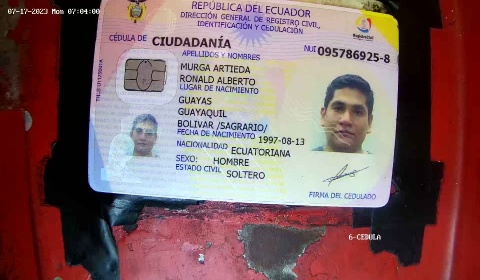 07-17-2023 Mon 07:04:00
REPÚBLICA DEL ECUADOR
DIRECCIÓN GENERAL DE REGISTRO CIVIL,
IDENTIFICACIÓN Y CEDULACIÓN
CÉDULA DE CIUDADANÍA
NUI 095786925-8
APELLIDOS Y NOMBRES
MURGA ARTIEDA
RONALD ALBERTO
LUGAR DE NACIMIENTO
GUAYAS
GUAYAQUIL
BOLIVAR /SAGRARIO/
FECHA DE NACIMIENTO 1997-08-13
NACIONALIDAD ECUATORIANA
SEXO: HOMBRE
ESTADO CIVIL SOLTERO
FIRMA DEL CEDULADO
6-CEDULA